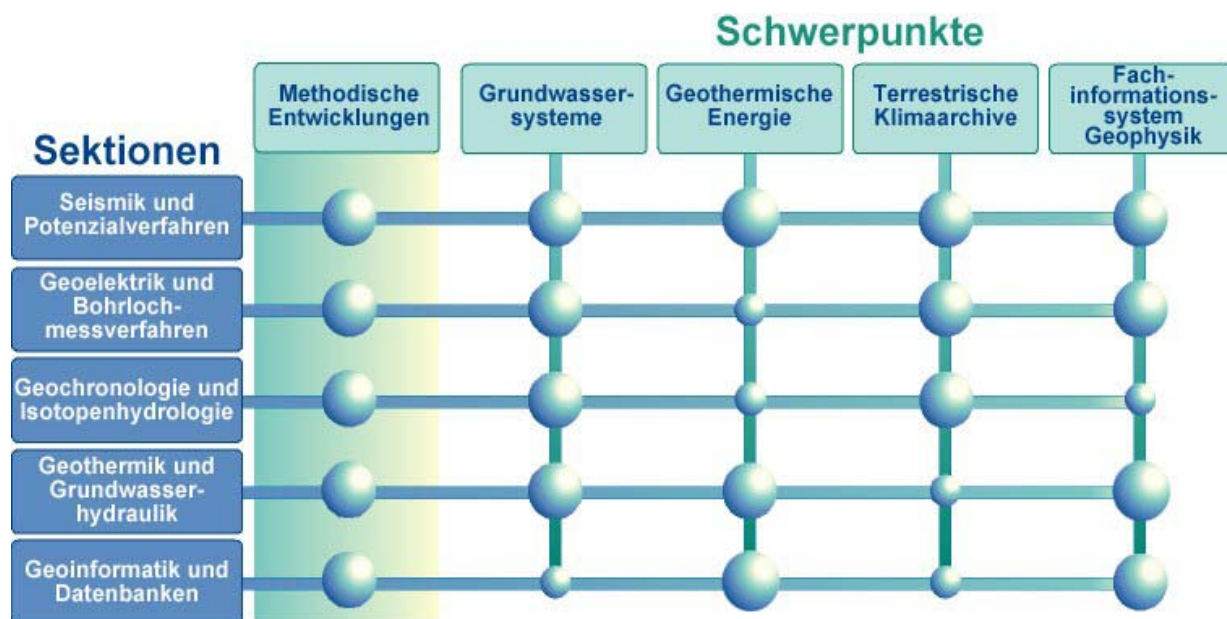 Schwerpunkte
Methodische
Entwicklungen
Grundwasser-
systeme
Geothermische
Energie
Terrestrische
Klimaarchive
Fach-
informations-
system
Geophysik
Sektionen
Seismik und
Potenzialverfahren
Geoelektrik und
Bohrloch-
messverfahren
Geochronologie und
Isotopenhydrologie
Geothermik und
Grundwasser-
hydraulik
Geoinformatik und
Datenbanken